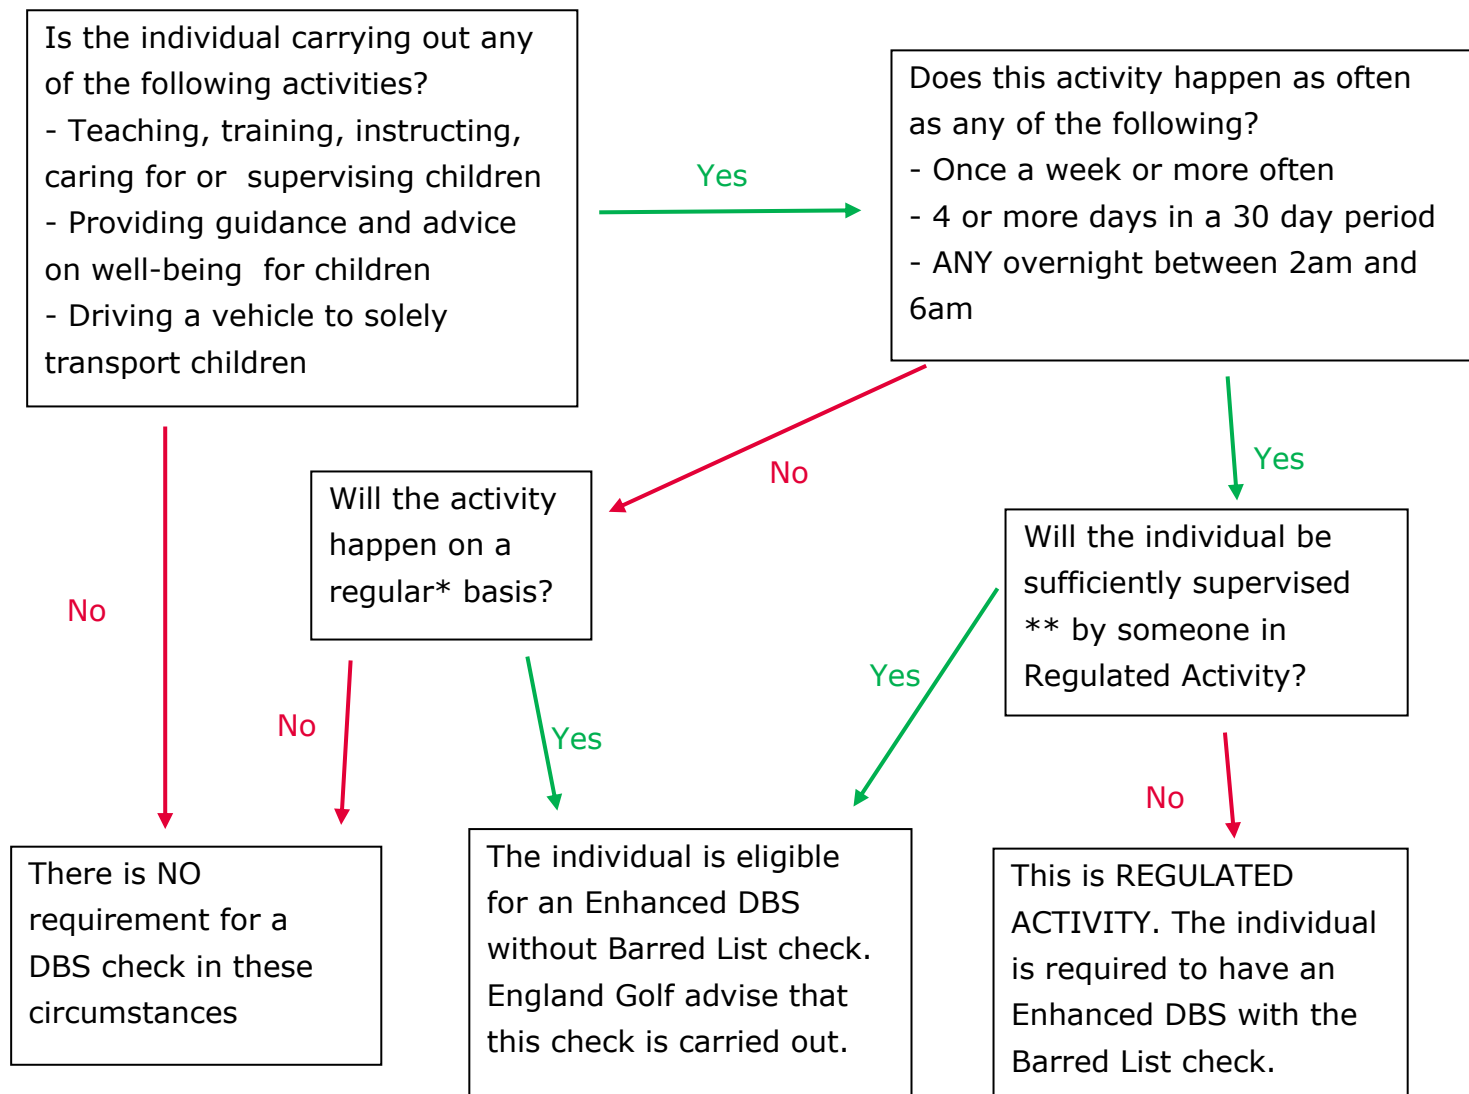 Is the individual carrying out any
of the following activities?
- Teaching, training, instructing,
caring for or  supervising children
- Providing guidance and advice
on well-being  for children
- Driving a vehicle to solely
transport children
Yes
Does this activity happen as often
as any of the following?
- Once a week or more often
- 4 or more days in a 30 day period
- ANY overnight between 2am and
6am
No
Yes
Will the activity
happen on a
regular* basis?
Will the individual be
sufficiently supervised
** by someone in
Regulated Activity?
No
No
Yes
Yes
No
There is NO
requirement for a
DBS check in these
circumstances
The individual is eligible
for an Enhanced DBS
without Barred List check.
England Golf advise that
this check is carried out.
This is REGULATED
ACTIVITY. The individual
is required to have an
Enhanced DBS with the
Barred List check.